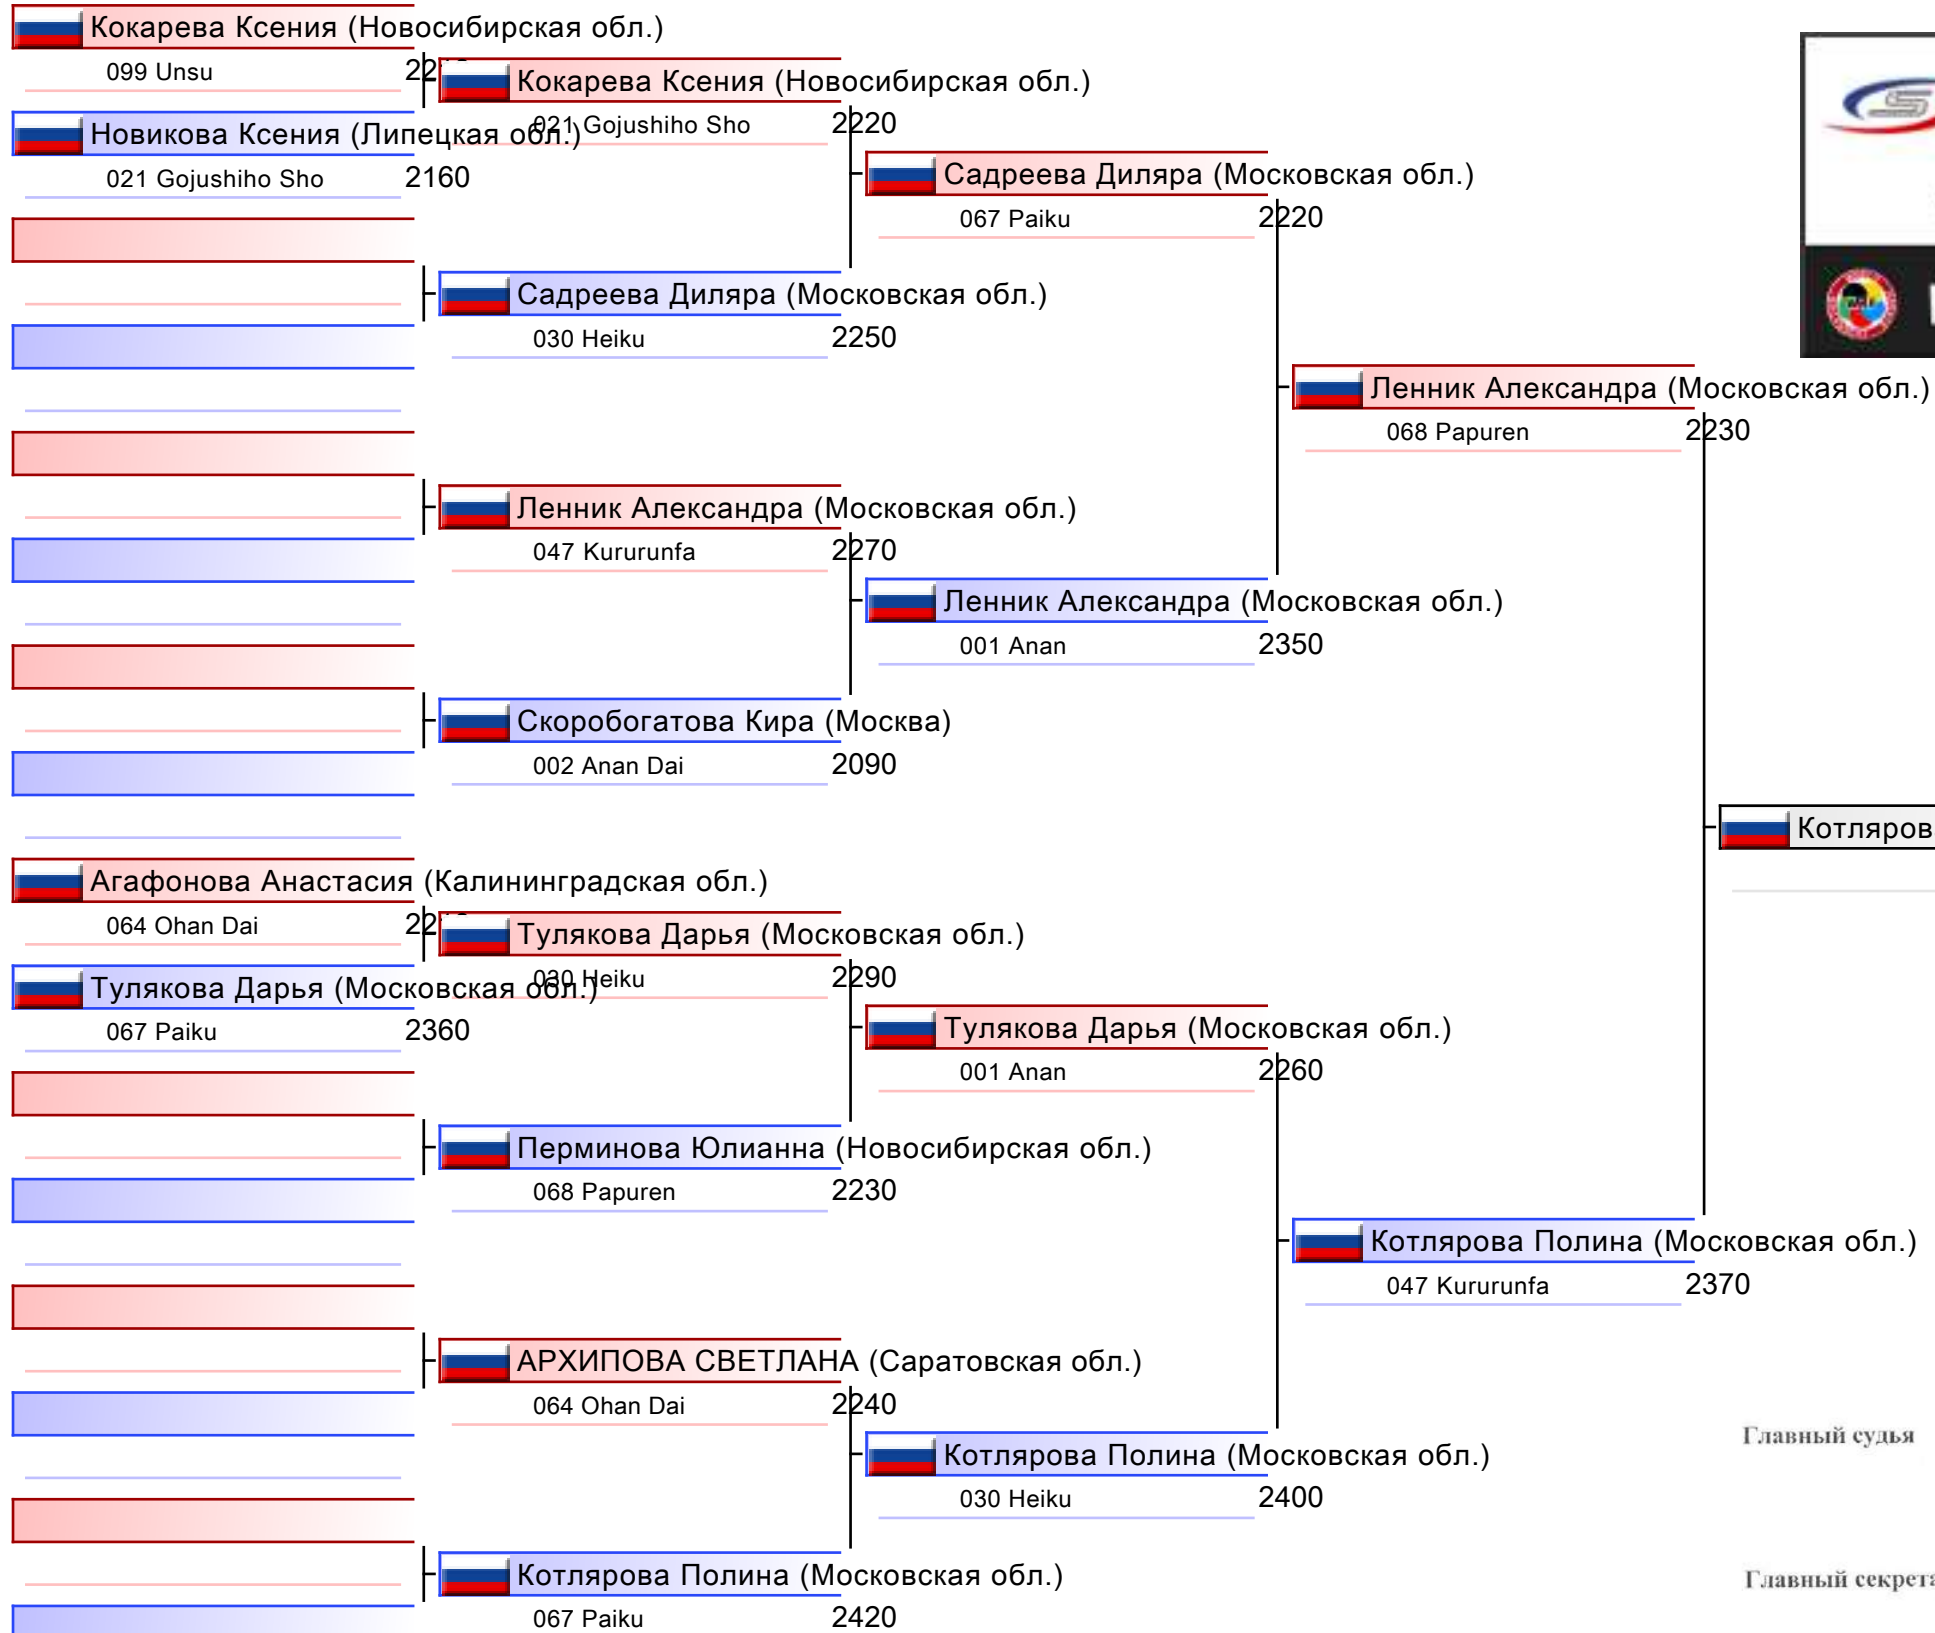 Кокарева Ксения (Новосибирская обл.)
099 Unsu
Новикова Ксения (Липецкая обл.)
021 Gojushiho Sho 2160
Кокарева Ксения (Новосибирская обл.)
021 Gojushiho Sho 2220
Садреева Диляра (Московская обл.)
030 Heiku 2250
Ленник Александра (Московская обл.)
047 Kururunfa 2270
Скоробогатова Кира (Москва)
002 Anan Dai 2090
Агафонова Анастасия (Калининградская обл.)
064 Ohan Dai
Тулякова Дарья (Московская обл.)
067 Paiku 2360
Тулякова Дарья (Московская обл.)
030 Heiku 2290
Перминова Юлианна (Новосибирская обл.)
068 Papuren 2230
АРХИПОВА СВЕТЛАНА (Саратовская обл.)
064 Ohan Dai 2240
Котлярова Полина (Московская обл.)
067 Paiku 2420
Садреева Диляра (Московская обл.)
067 Paiku 2220
Ленник Александра (Московская обл.)
001 Anan 2350
Тулякова Дарья (Московская обл.)
001 Anan 2260
Котлярова Полина (Московская обл.)
030 Heiku 2400
Ленник Александра (Московская обл.)
068 Papuren 2230
Котлярова Полина (Московская обл.)
047 Kururunfa 2370
Котляров
Главный судья
Главный секрета